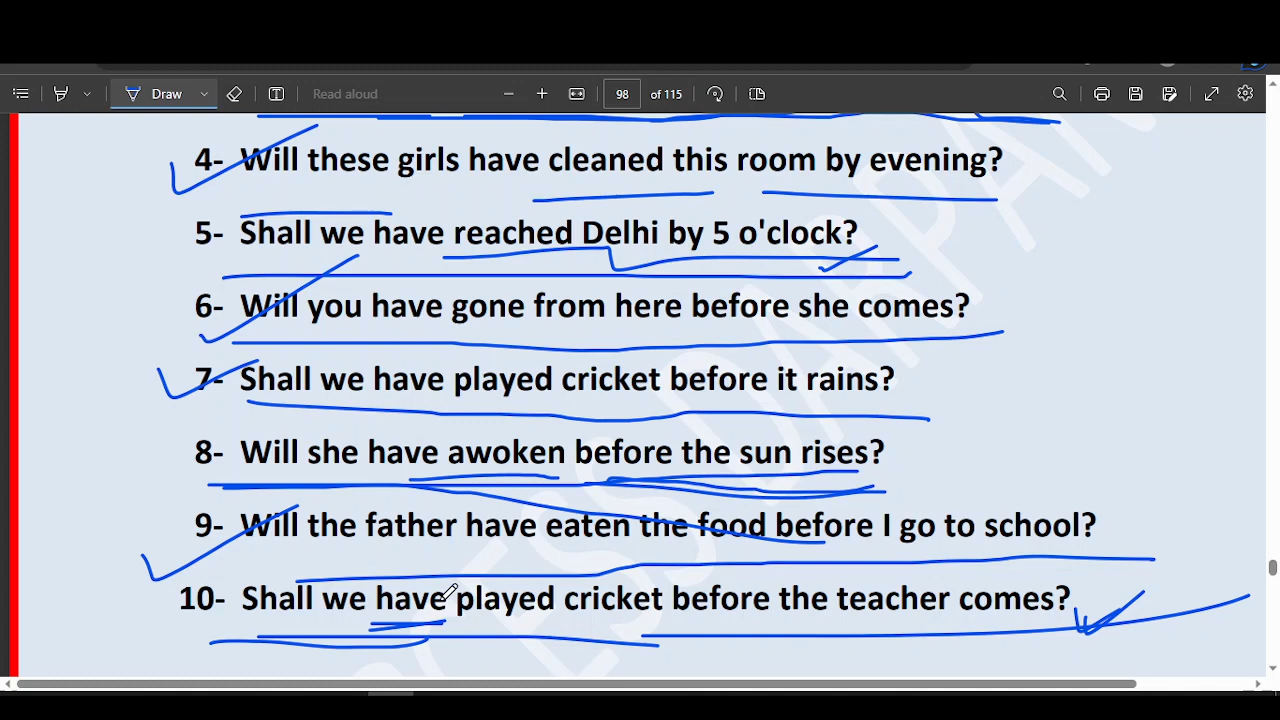 Draw
Read aloud
98 of 115
4- Will these girls have cleaned this room by evening?
5- Shall we have reached Delhi by 5 o'clock?
6- Will you have gone from here before she comes?
7- Shall we have played cricket before it rains?
8- Will she have awoken before the sun rises?
9- Will the father have eaten the food before I go to school?
10- Shall we have played cricket before the teacher comes?